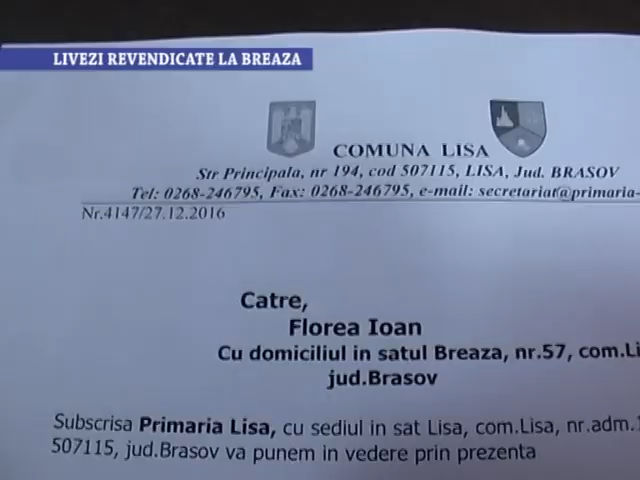 LIVEZI REVENDICATE LA BREAZA
COMUNA LISA
Str Principala, nr 194, cod 507115, LISA, Jud. BRASOV
Tel: 0268-246795, Fax: 0268-246795, e-mail: secretariat@primaria-
Nr.4147/27.12.2016
Catre,
Florea Ioan
Cu domiciliul in satul Breaza, nr.57, com.Li
jud.Brasov
Subscrisa Primaria Lisa, cu sediul in sat Lisa, com.Lisa, nr.adm.1
507115, jud.Brasov va punem in vedere prin prezenta